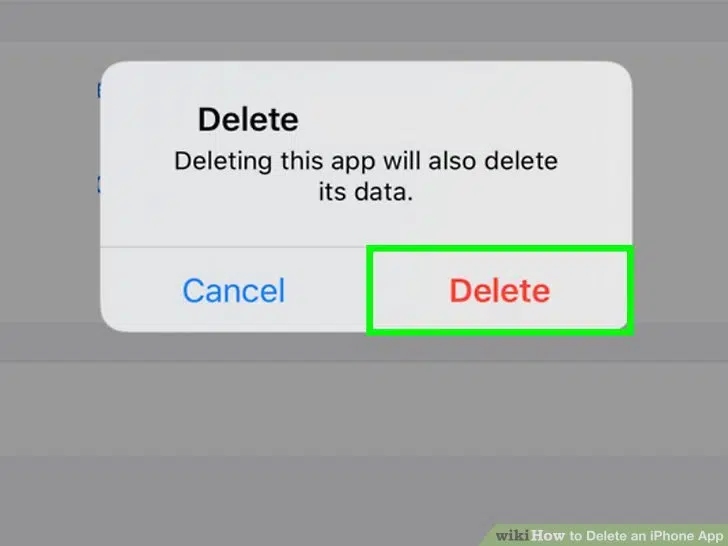 Delete
Deleting this app will also delete
its data.
Cancel
Delete
wikiHow to Delete an iPhone App